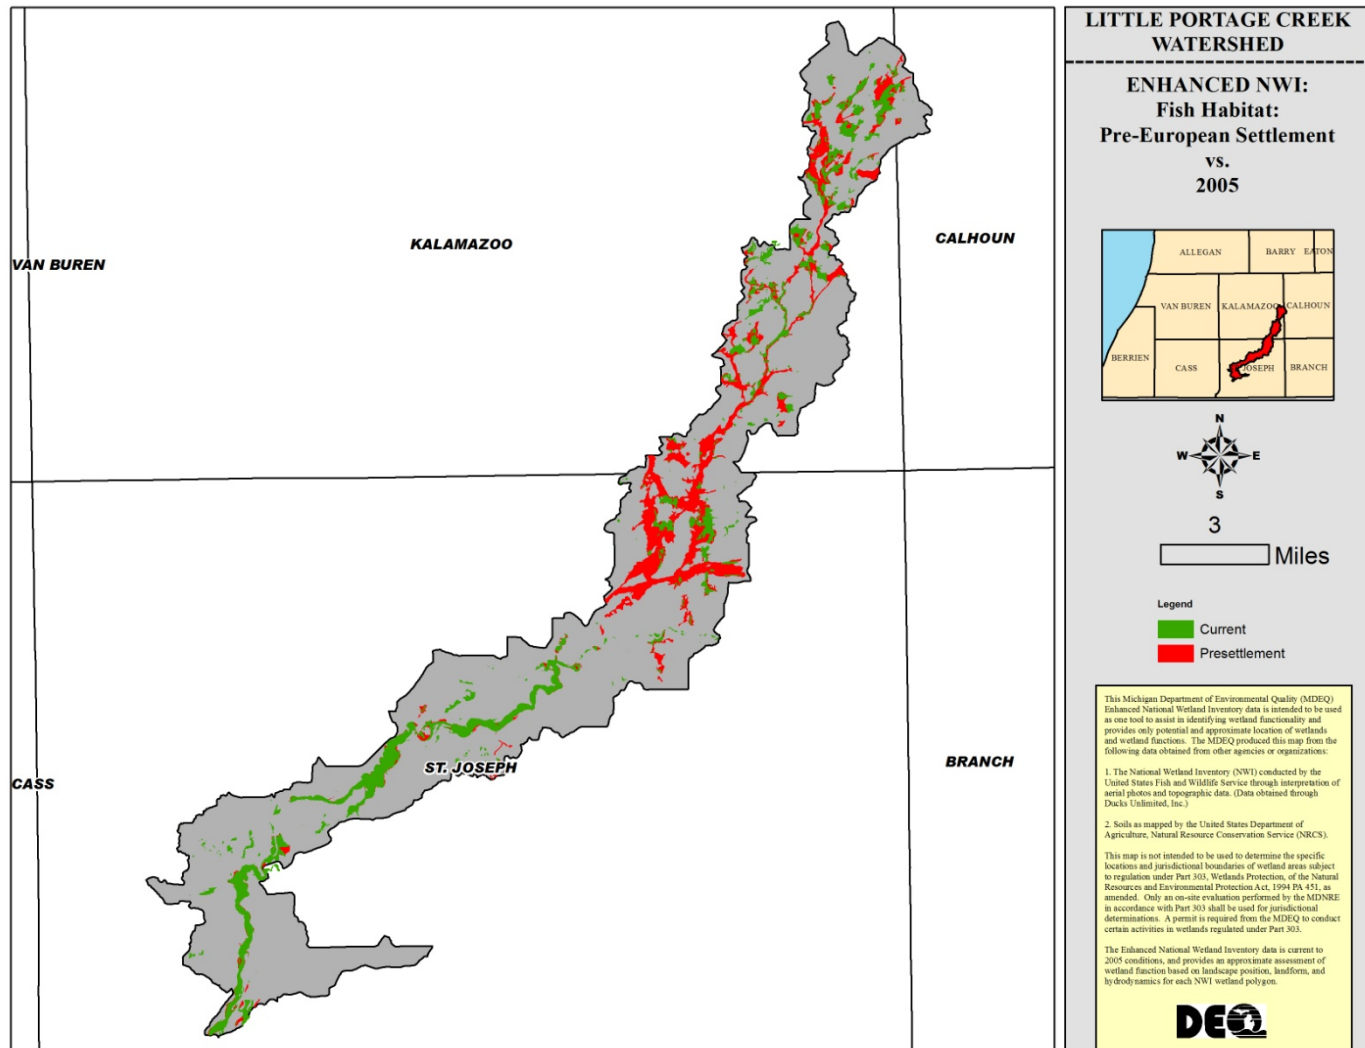 LITTLE PORTAGE CREEK
WATERSHED
ENHANCED NWI:
Fish Habitat:
Pre-European Settlement
vs.
2005
KALAMAZOO
CALHOUN
VAN BUREN
ST. JOSEPH
BRANCH
CASS
ALLEGAN
BARRY
EATON
VAN BUREN
KALAMAZOO
CALHOUN
BERRIEN
CASS
JOSEPH
BRANCH
N
W
E
S
3
Miles
Legend
Current
Presettlement
This Michigan Department of Environmental Quality (MDEQ)
Enhanced National Wetland Inventory data is intended to be used
as one tool to assist in identifying wetland functionality and
provides only potential and approximate location of wetlands
and wetland functions. The MDEQ produced this map from the
following data obtained from other agencies or organizations:
1. The National Wetland Inventory (NWI) conducted by the
United States Fish and Wildlife Service through interpretation of
aerial photos and topographic data. (Data obtained through
Ducks Unlimited, Inc.)
2. Soils as mapped by the United States Department of
Agriculture, Natural Resource Conservation Service (NRCS).
This map is not intended to be used to determine the specific
locations and jurisdictional boundaries of wetland areas subject
to regulation under Part 303, Wetlands Protection, of the Natural
Resources and Environmental Protection Act, 1994 PA 451, as
amended. Only an on-site evaluation performed by the MDNRE
in accordance with Part 303 shall be used for jurisdictional
determinations. A permit is required from the MDEQ to conduct
certain activities in wetlands regulated under Part 303.
The Enhanced National Wetland Inventory data is current to
2005 conditions, and provides an approximate assessment of
wetland function based on landscape position, landform, and
hydrodynamics for each NWI wetland polygon.
DEQ